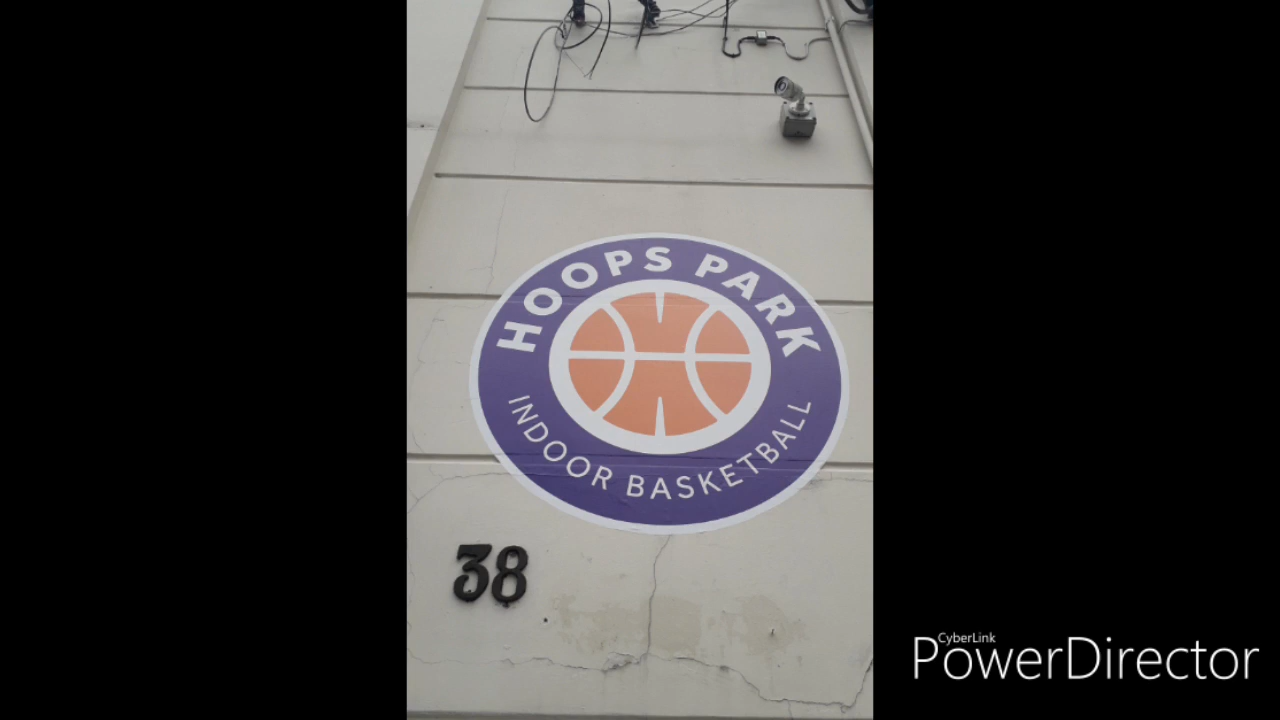 HOOPS PARK
INDOOR BASKETBALL
38
CyberLink
PowerDirector